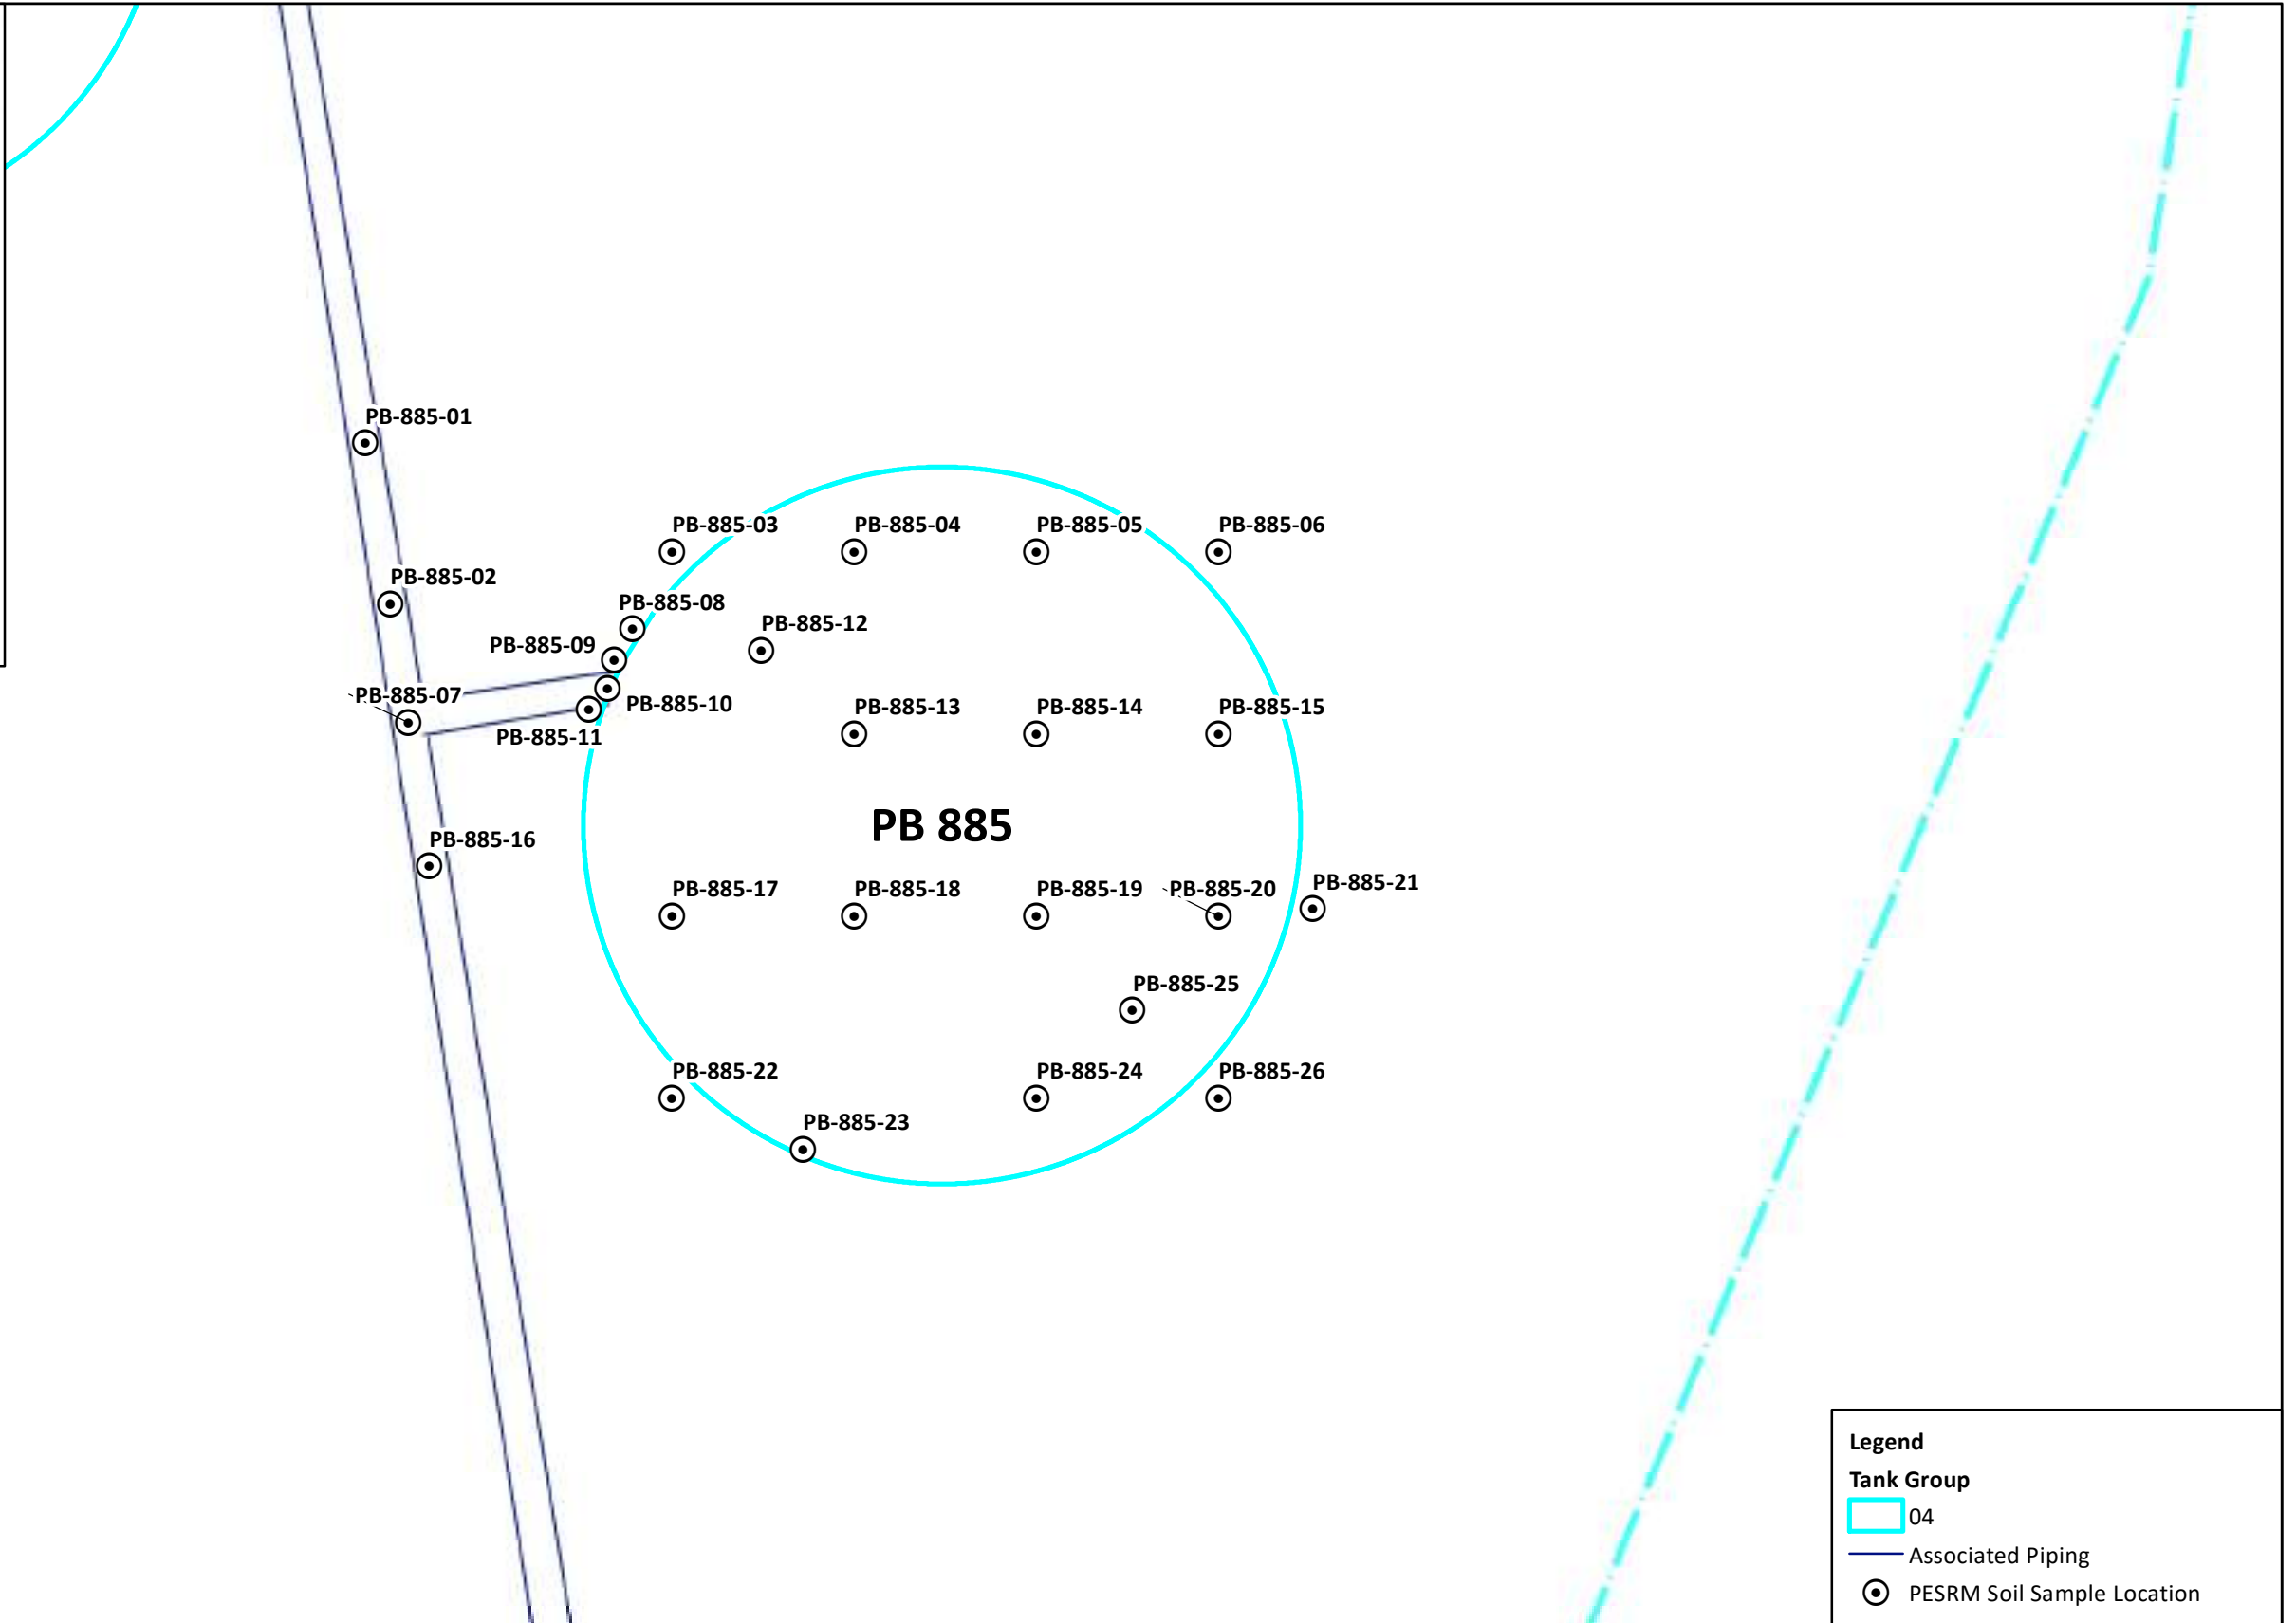 PB-885-01
PB-885-03
PB-885-04
PB-885-05
PB-885-06
PB-885-02
PB-885-08
PB-885-12
PB-885-09
PB-885-07
PB-885-10
PB-885-13
PB-885-14
PB-885-15
PB-885-11
PB 885
PB-885-16
PB-885-17
PB-885-18
PB-885-19
PB-885-20
PB-885-21
PB-885-25
PB-885-22
PB-885-24
PB-885-26
PB-885-23
Legend
Tank Group
04
Associated Piping
PESRM Soil Sample Location